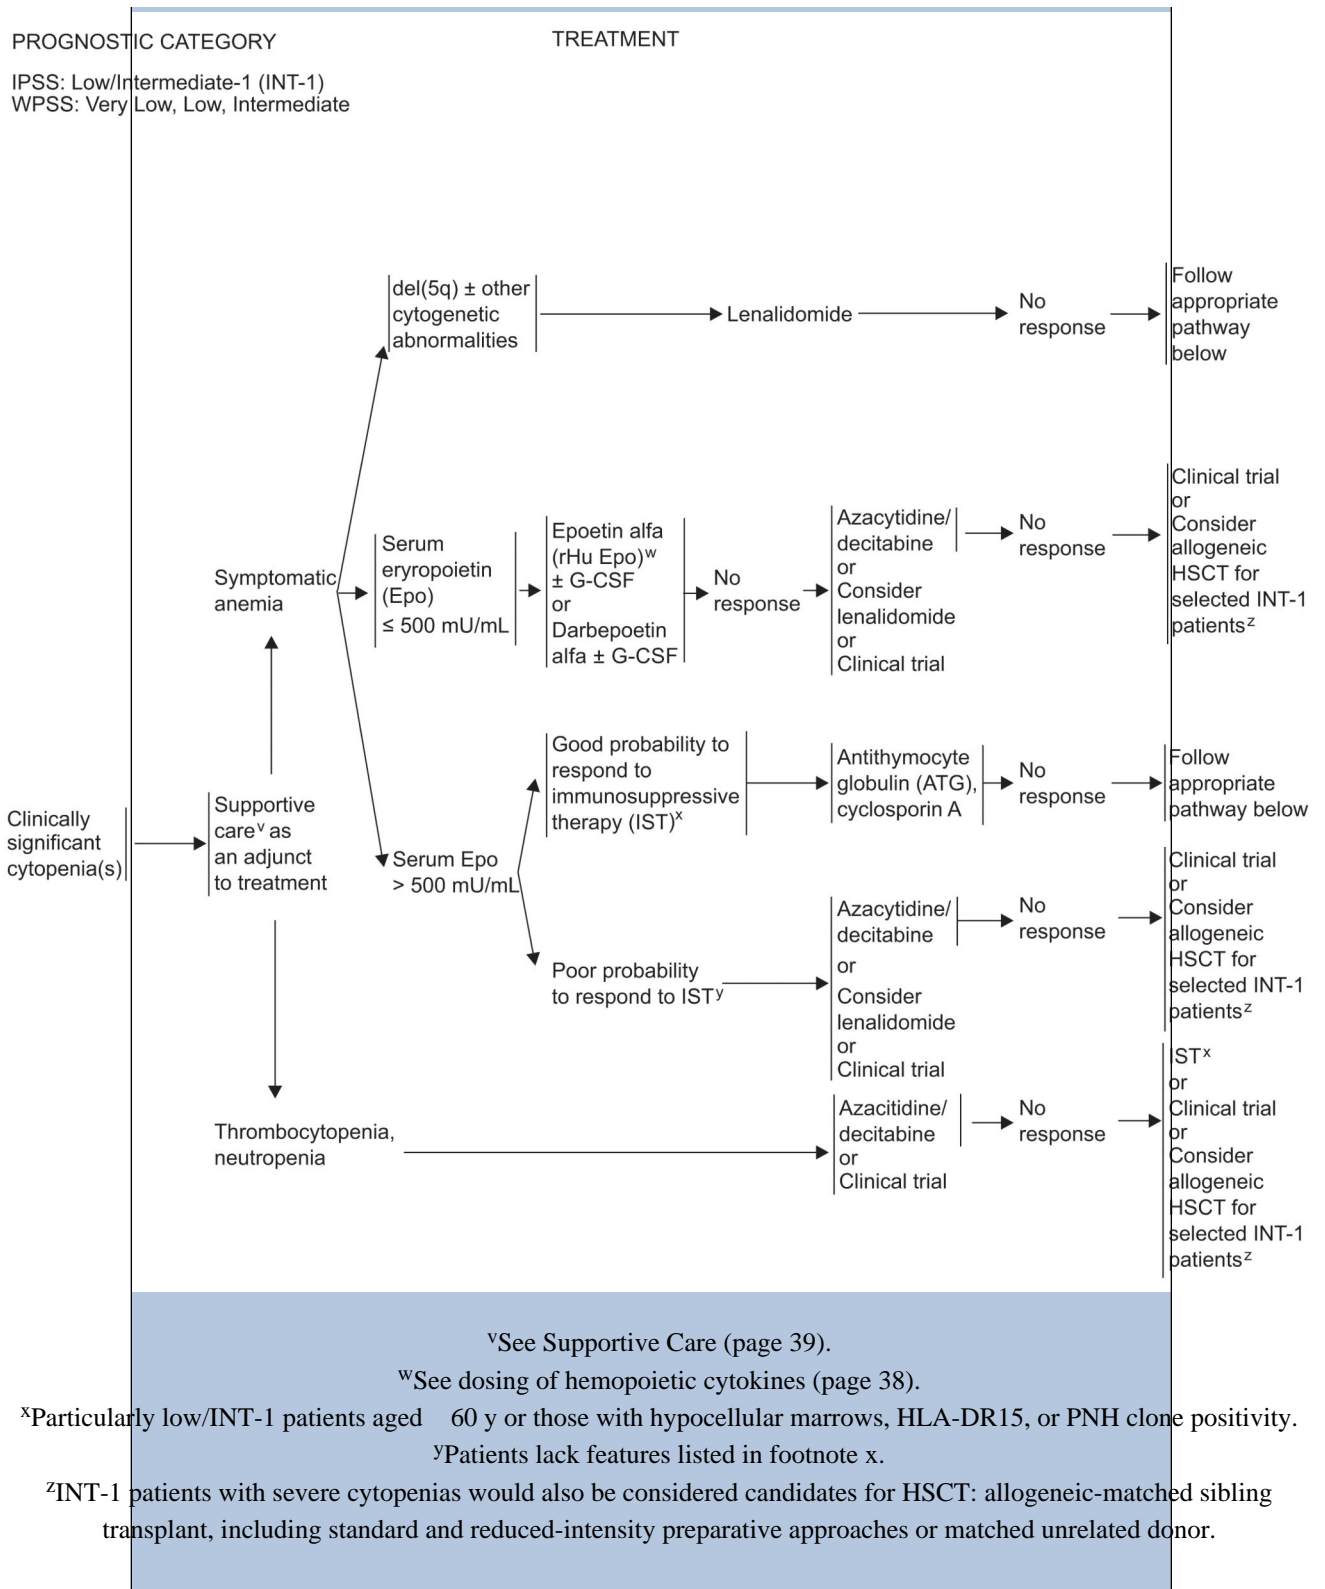 PROGNOSTIC CATEGORY
TREATMENT
IPSS: Low/Intermediate-1 (INT-1)
WPSS: Very Low, Low, Intermediate
del(5q) ± other
cytogenetic
abnormalities
Lenalidomide
No
response
Follow
appropriate
pathway
below
Symptomatic
anemia
Serum
eryropoietin
(Epo)
≤ 500 mU/mL
Epoetin alfa
(rHu Epo)w
± G-CSF
or
Darbepoetin
alfa ± G-CSF
No
response
Azacytidine/
decitabine
or
Consider
lenalidomide
or
Clinical trial
No
response
Clinical trial
or
Consider
allogeneic
HSCT for
selected INT-1
patientsz
Clinically
significant
cytopenia(s)
Supportive
carev as
an adjunct
to treatment
Serum Epo
> 500 mU/mL
Good probability to
respond to
immunosuppressive
therapy (IST)x
Antithymocyte
globulin (ATG),
cyclosporin A
No
response
Follow
appropriate
pathway below
Poor probability
to respond to ISTy
Azacytidine/
decitabine
or
Consider
lenalidomide
or
Clinical trial
No
response
Clinical trial
or
Consider
allogeneic
HSCT for
selected INT-1
patientsz
Thrombocytopenia,
neutropenia
Azacitidine/
decitabine
or
Clinical trial
No
response
ISTx
or
Clinical trial
or
Consider
allogeneic
HSCT for
selected INT-1
patientsz
vSee Supportive Care (page 39).
wSee dosing of hemopoietic cytokines (page 38).
xParticularly low/INT-1 patients aged 60 y or those with hypocellular marrows, HLA-DR15, or PNH clone positivity.
yPatients lack features listed in footnote x.
zINT-1 patients with severe cytopenias would also be considered candidates for HSCT: allogeneic-matched sibling
transplant, including standard and reduced-intensity preparative approaches or matched unrelated donor.